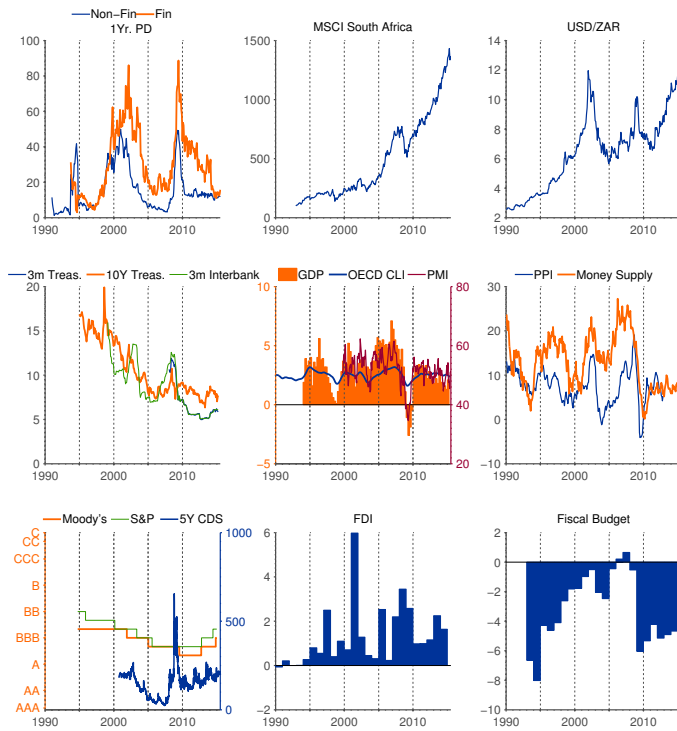 Non-Fin Fin
1Yr. PD
100
80
60
40
20
0
1990 2000 2010
MSCI South Africa
1500
1000
500
0
1990 2000 2010
USD/ZAR
14
12
10
8
6
4
2
1990 2000 2010
3m Treas. 10Y Treas. 3m Interbank
20
15
10
5
0
1990 2000 2010
GDP OECD CLI PMI
10 80
5 60
0 40
-5 20
1990 2000 2010
PPI Money Supply
30
20
10
0
-10
1990 2000 2010
Moody's S&P 5Y CDS
C 1000
CC
CCC
B
BB 500
BBB
A
AA
AAA 0
1990 2000 2010
FDI
6
4
2
0
-2
1990 2000 2010
Fiscal Budget
2
0
-2
-4
-6
-8
-10
1990 2000 2010